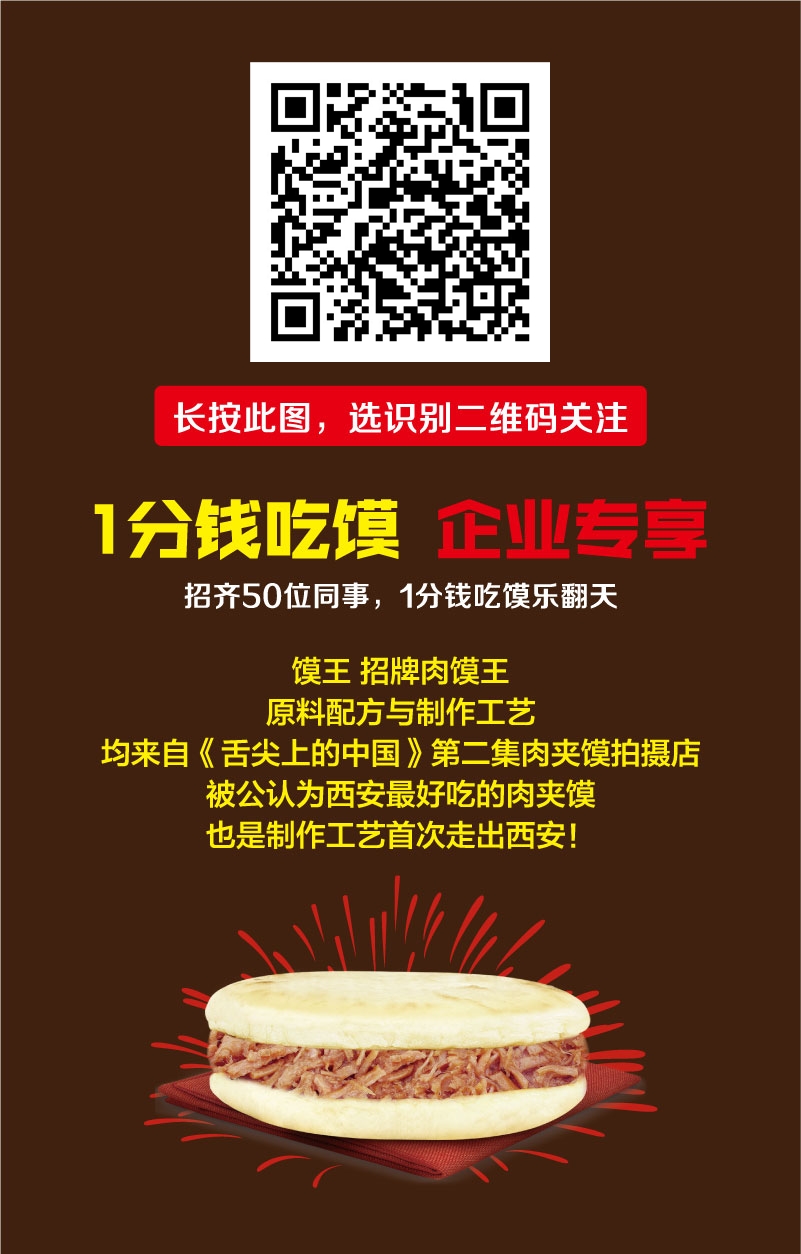 长按此图，选识别二维码关注
1分钱吃馍 企业专享
招齐50位同事，1分钱吃馍乐翻天
馍王 招牌肉馍王
原料配方与制作工艺
均来自《舌尖上的中国》第二集肉夹馍拍摄店
被公认为西安最好吃的肉夹馍
也是制作工艺首次走出西安！